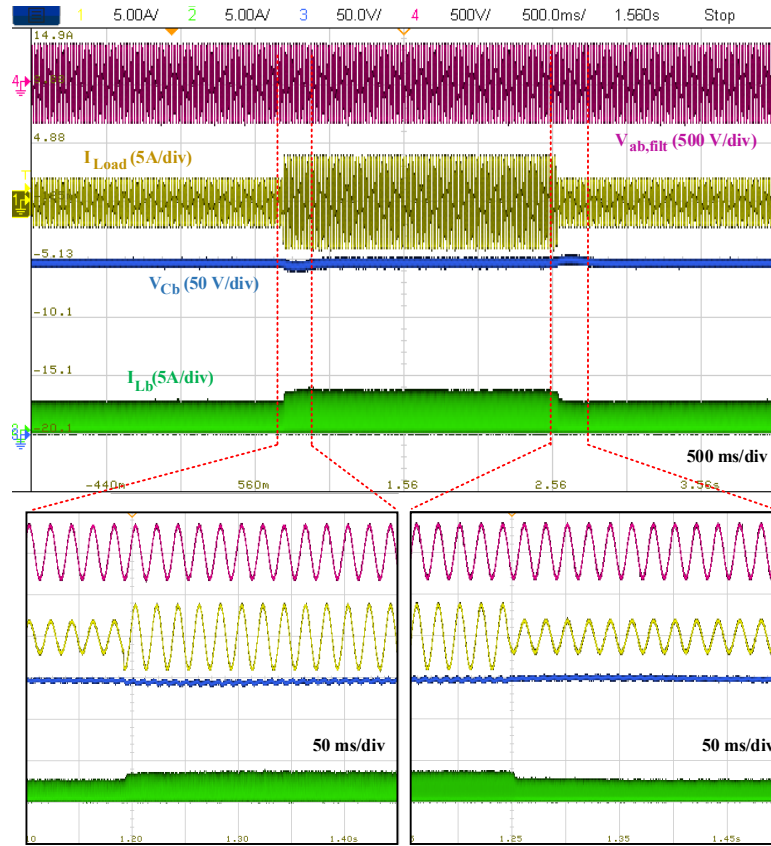 1 5.00A/ 2 5.00A/ 3 50.0V/ 4 500V/ 500.0ms/ 1.560s Stop
14.9A
4
4.88
V_ab,filt (500 V/div)
I_Load (5A/div)
T
1
-5.13
V_Cb (50 V/div)
-10.1
-15.1
I_Lb (5A/div)
-20.1
500 ms/div
-440m 560m 1.56 2.56 3.56s
50 ms/div 50 ms/div
1.20 1.30 1.40s 1.25 1.35 1.45s